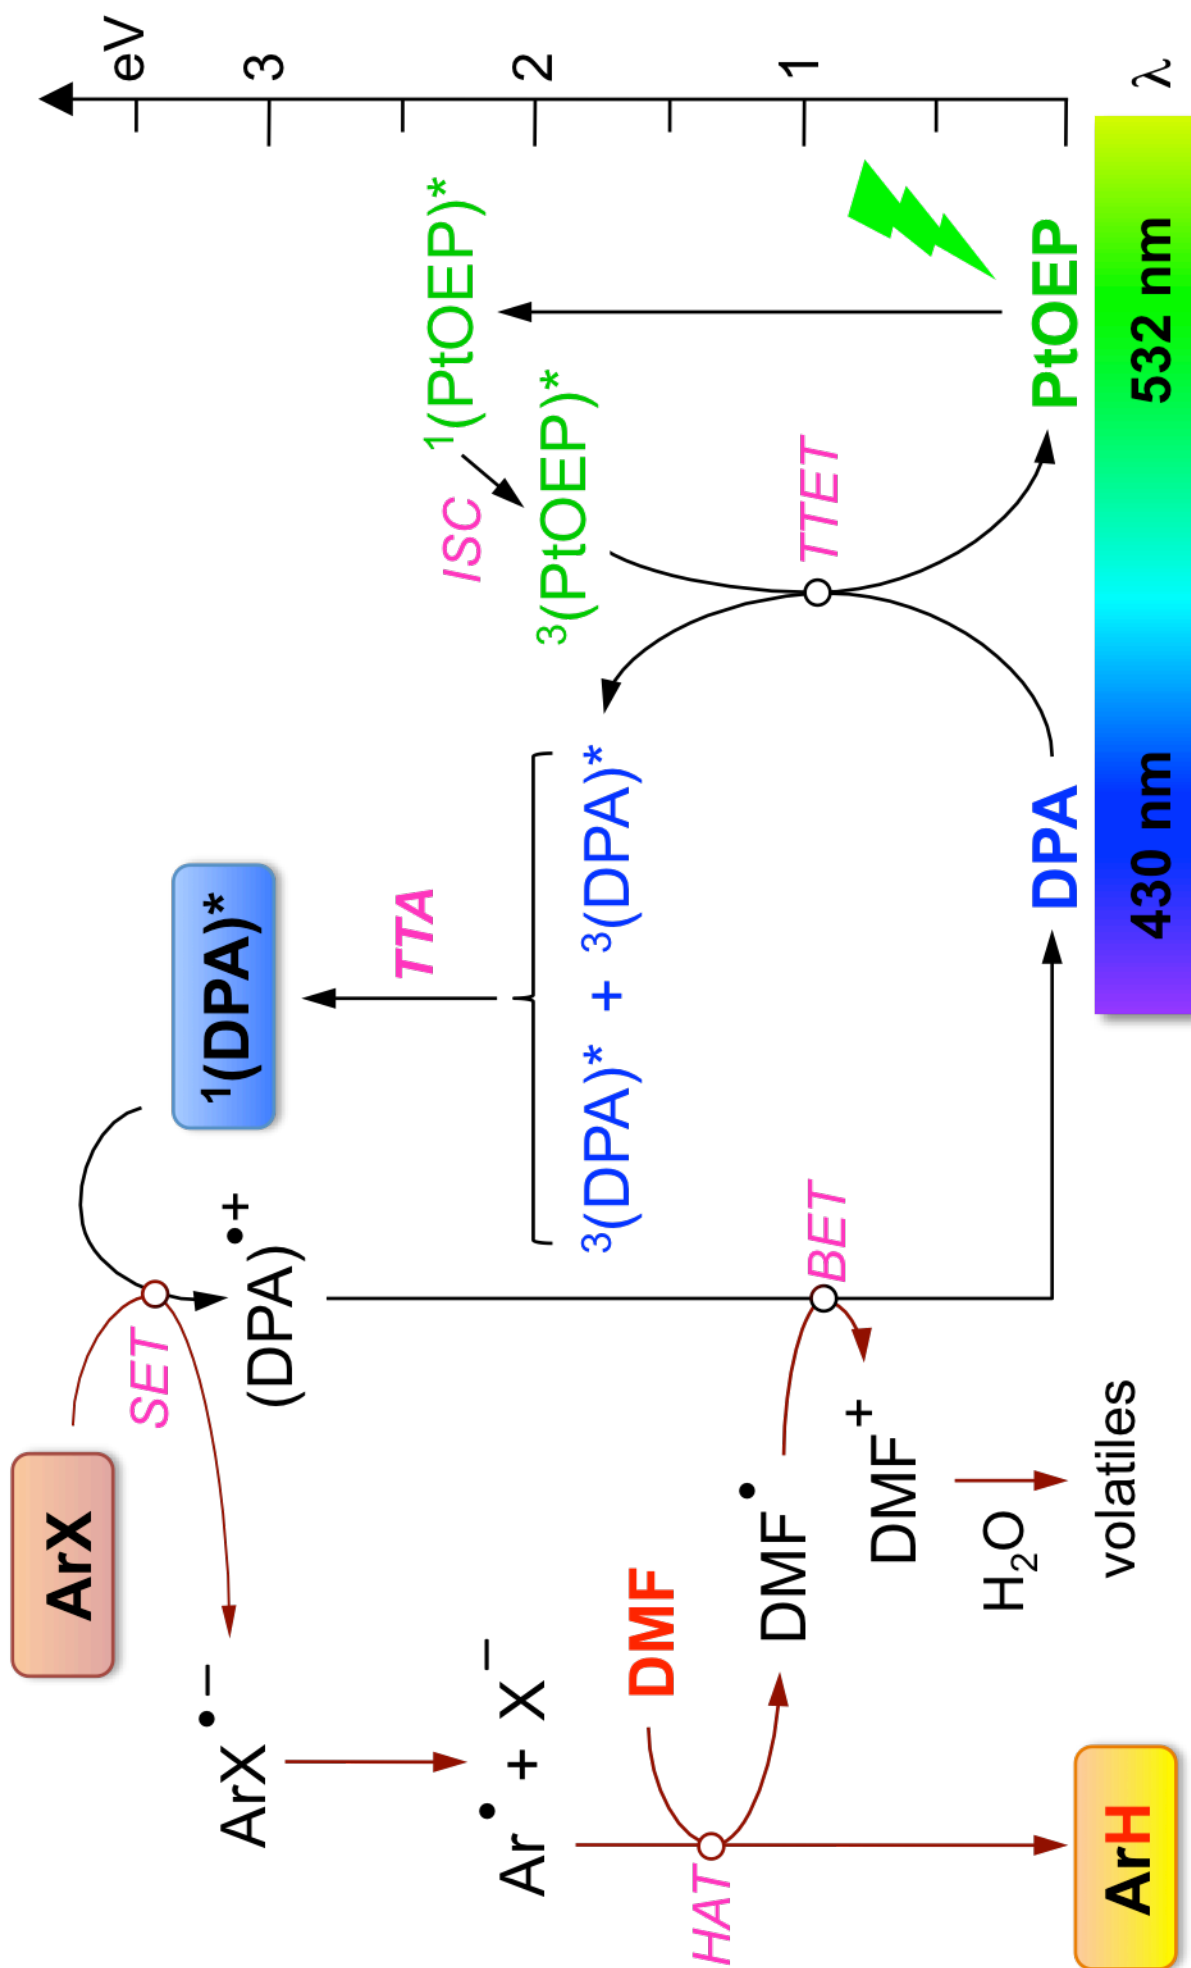 ArX
SET
ArX•–
(DPA)•+
¹(DPA)*
TTA
Ar• + X–
³(DPA)* + ³(DPA)*
ISC
¹(PtOEP)*
³(PtOEP)*
DMF
HAT
DMF•
BET
TTET
DMF+
H₂O
volatiles
ArH
DPA
PtOEP
430 nm
532 nm
λ
eV
3
2
1